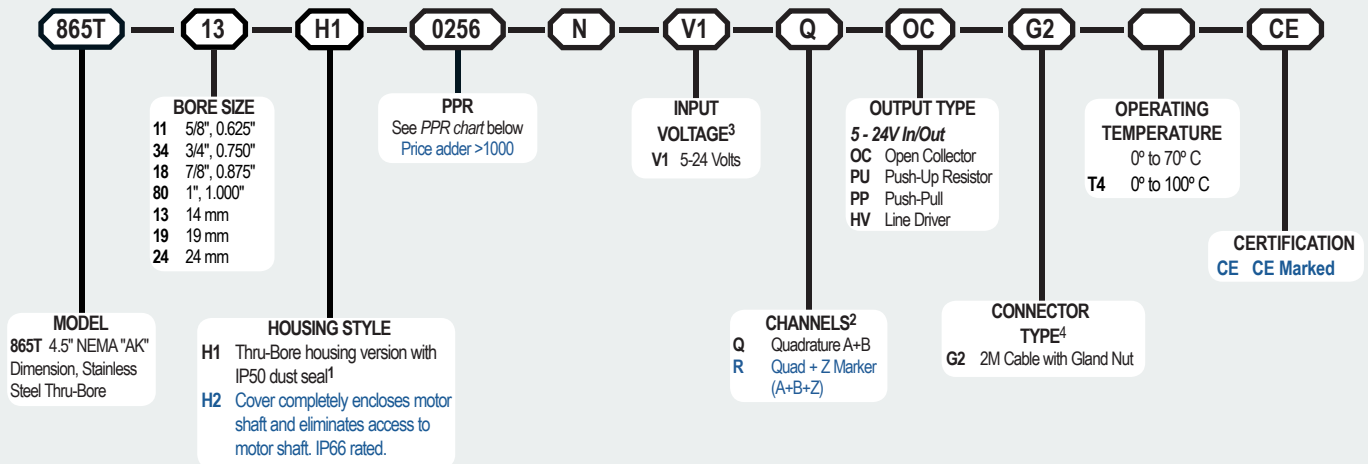 865T 13 H1 0256 N V1 Q OC G2 CE
BORE SIZE
11 5/8", 0.625"
34 3/4", 0.750"
18 7/8", 0.875"
80 1", 1.000"
13 14 mm
19 19 mm
24 24 mm
PPR
See PPR chart below
Price adder >1000
INPUT
VOLTAGE3
V1 5-24 Volts
OUTPUT TYPE
5 - 24V In/Out
OC Open Collector
PU Push-Up Resistor
PP Push-Pull
HV Line Driver
OPERATING
TEMPERATURE
0º to 70º C
T4 0º to 100º C
CERTIFICATION
CE CE Marked
MODEL
865T 4.5" NEMA "AK"
Dimension, Stainless
Steel Thru-Bore
HOUSING STYLE
H1 Thru-Bore housing version with
IP50 dust seal1
H2 Cover completely encloses motor
shaft and eliminates access to
motor shaft. IP66 rated.
CHANNELS2
Q Quadrature A+B
R Quad + Z Marker
(A+B+Z)
CONNECTOR
TYPE4
G2 2M Cable with Gland Nut